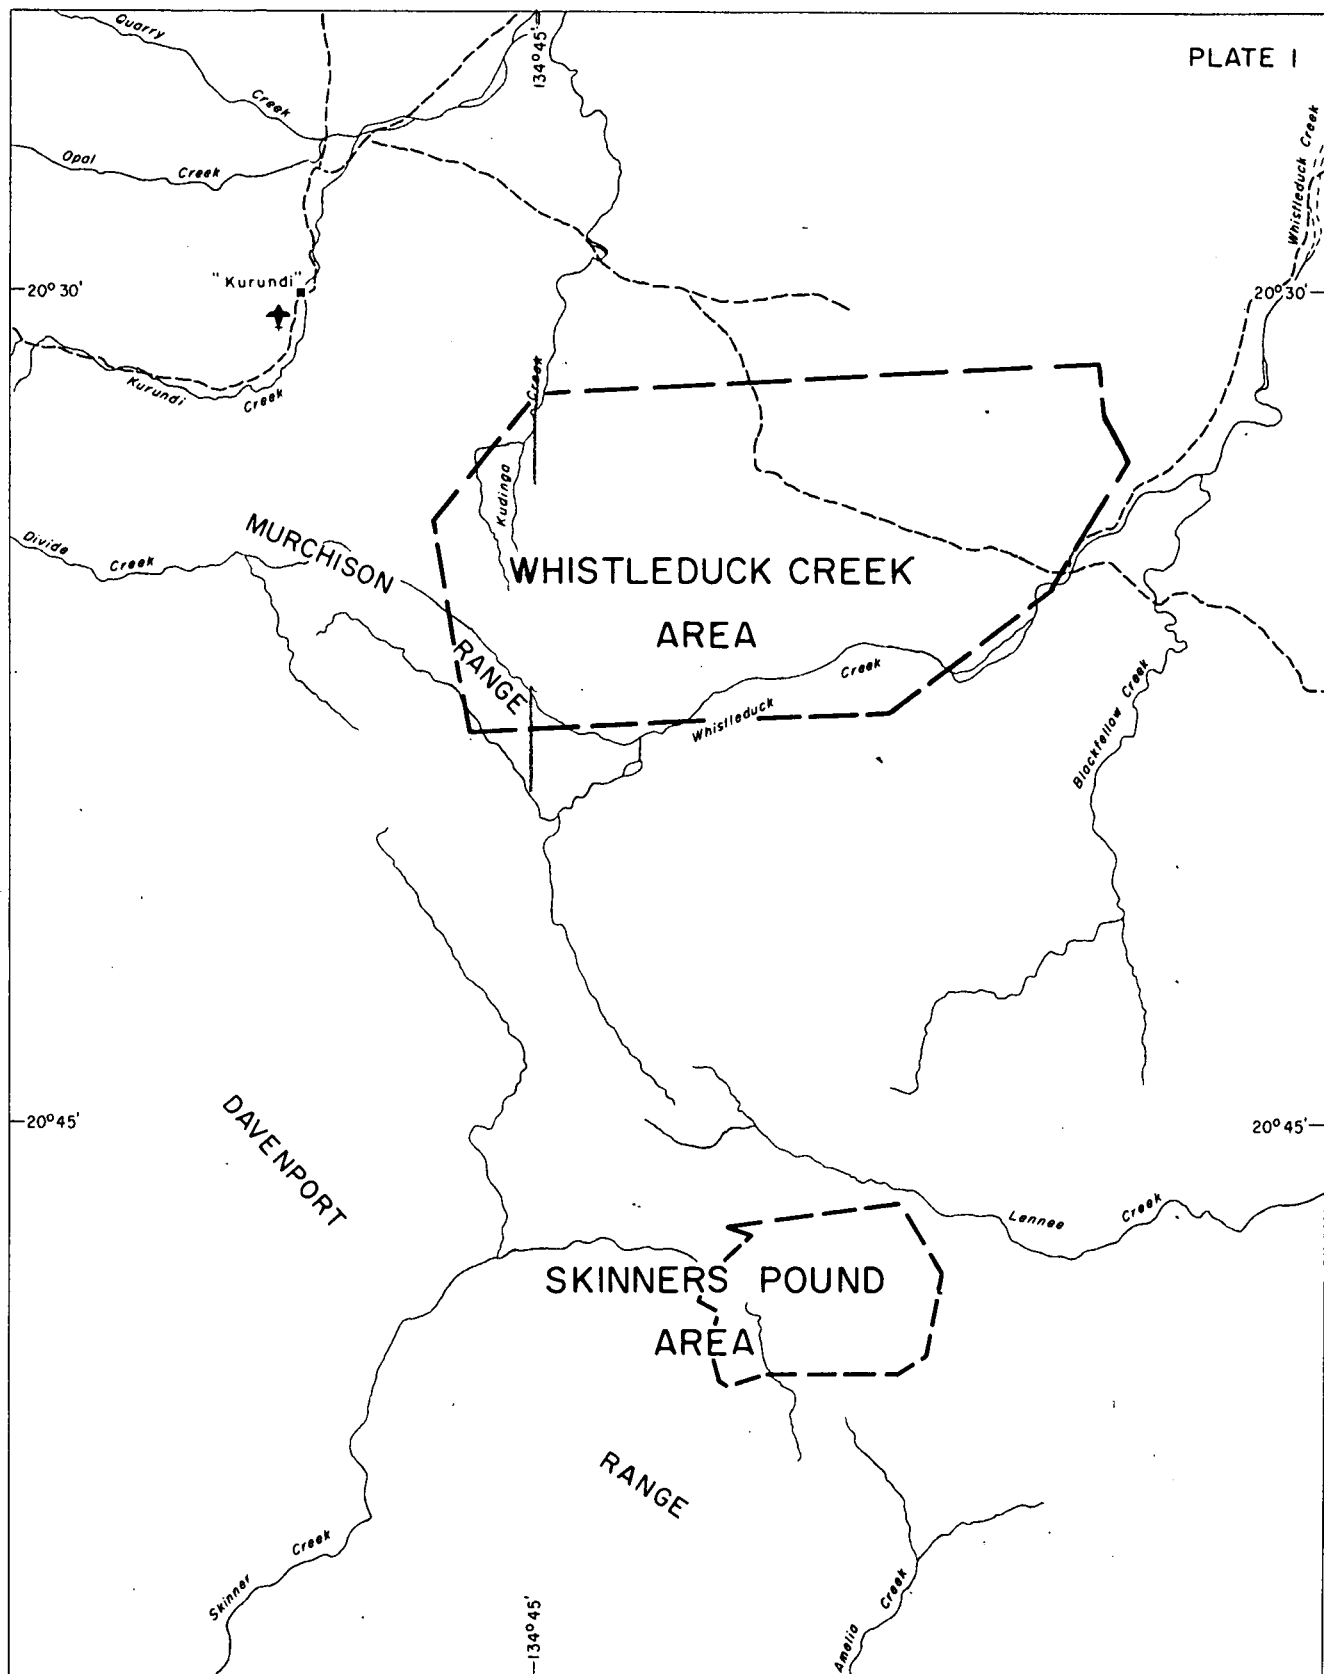 PLATE 1
134°45'
Quarry
Creek
Opal Creek
Whistleduck Creek
"Kurundi"
20°30'
20°30'
Kurundi Creek
Creek
Kudinga
Divide Creek
MURCHISON
RANGE
WHISTLEDUCK CREEK
AREA
Creek
Whistleduck
Blackfellow Creek
20°45'
20°45'
DAVENPORT
Lennee Creek
SKINNERS POUND
AREA
RANGE
Skinner Creek
Amelia Creek
134°45'